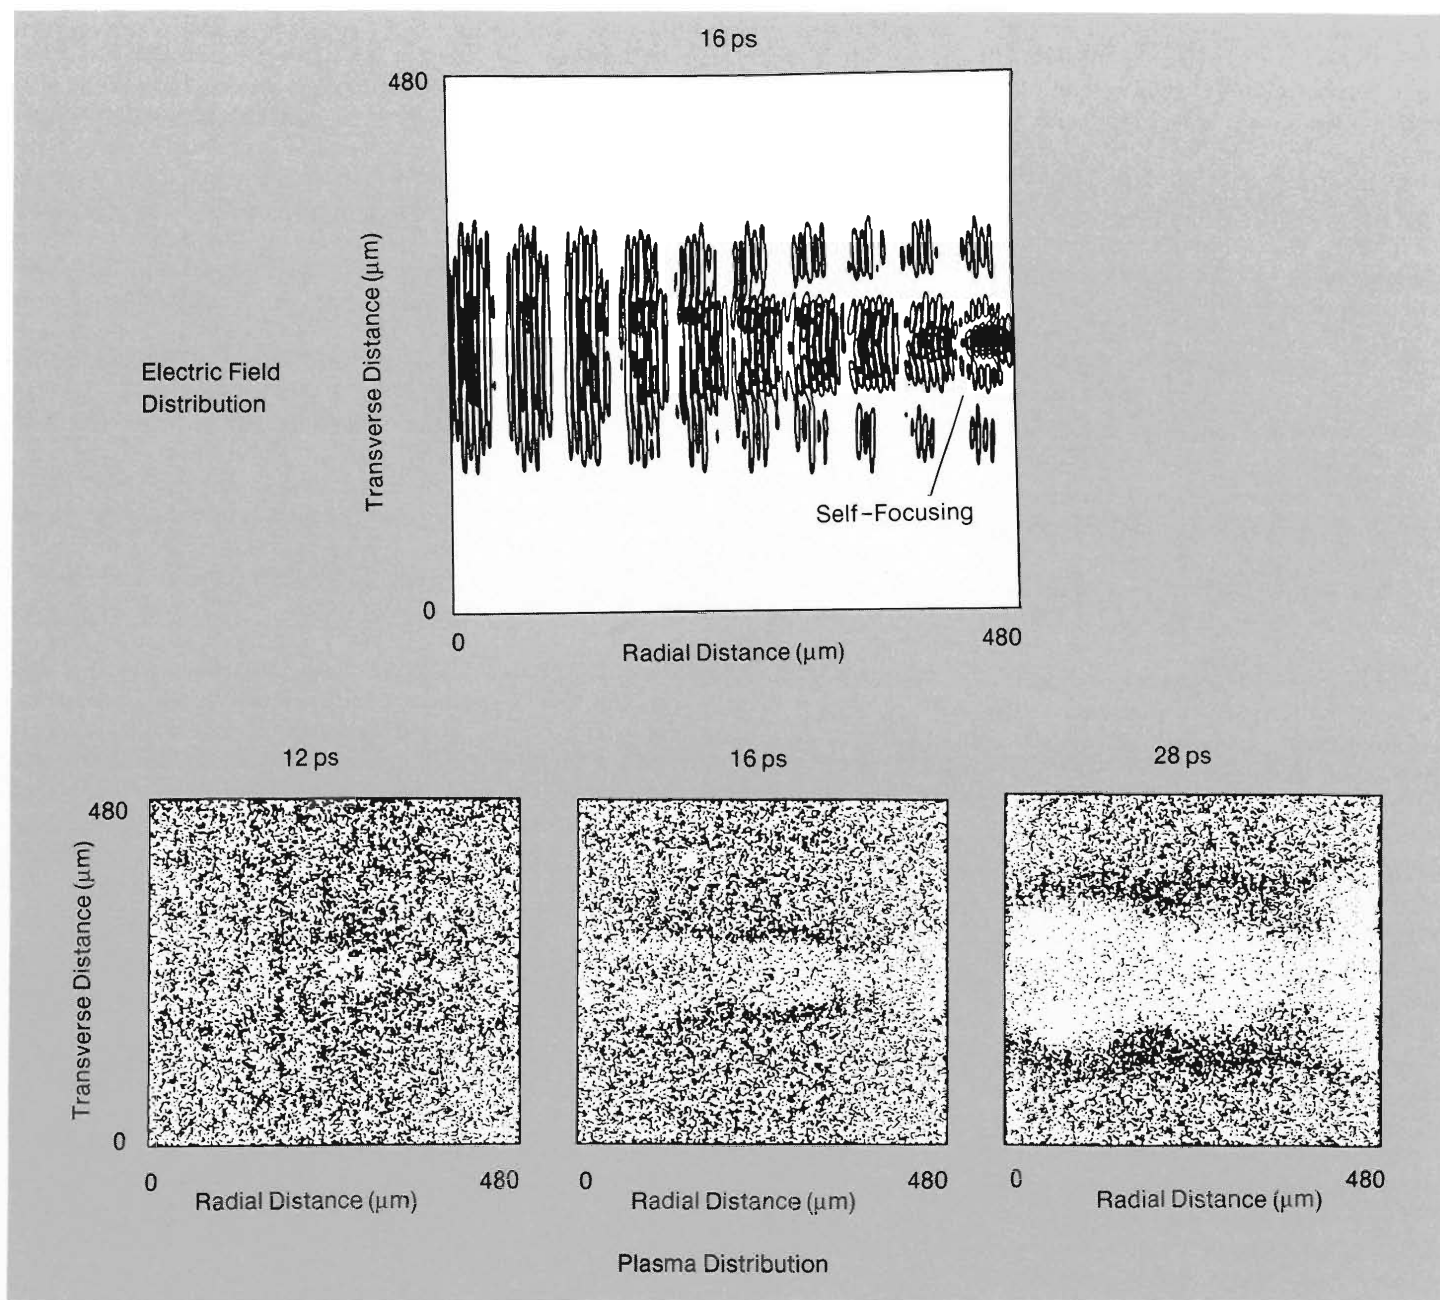 16 ps
480
Transverse Distance (μm)
Electric Field
Distribution
Self-Focusing
0
0
480
Radial Distance (μm)
12 ps
16 ps
28 ps
480
Transverse Distance (μm)
0
0
480
0
480
0
480
Radial Distance (μm)
Radial Distance (μm)
Radial Distance (μm)
Plasma Distribution